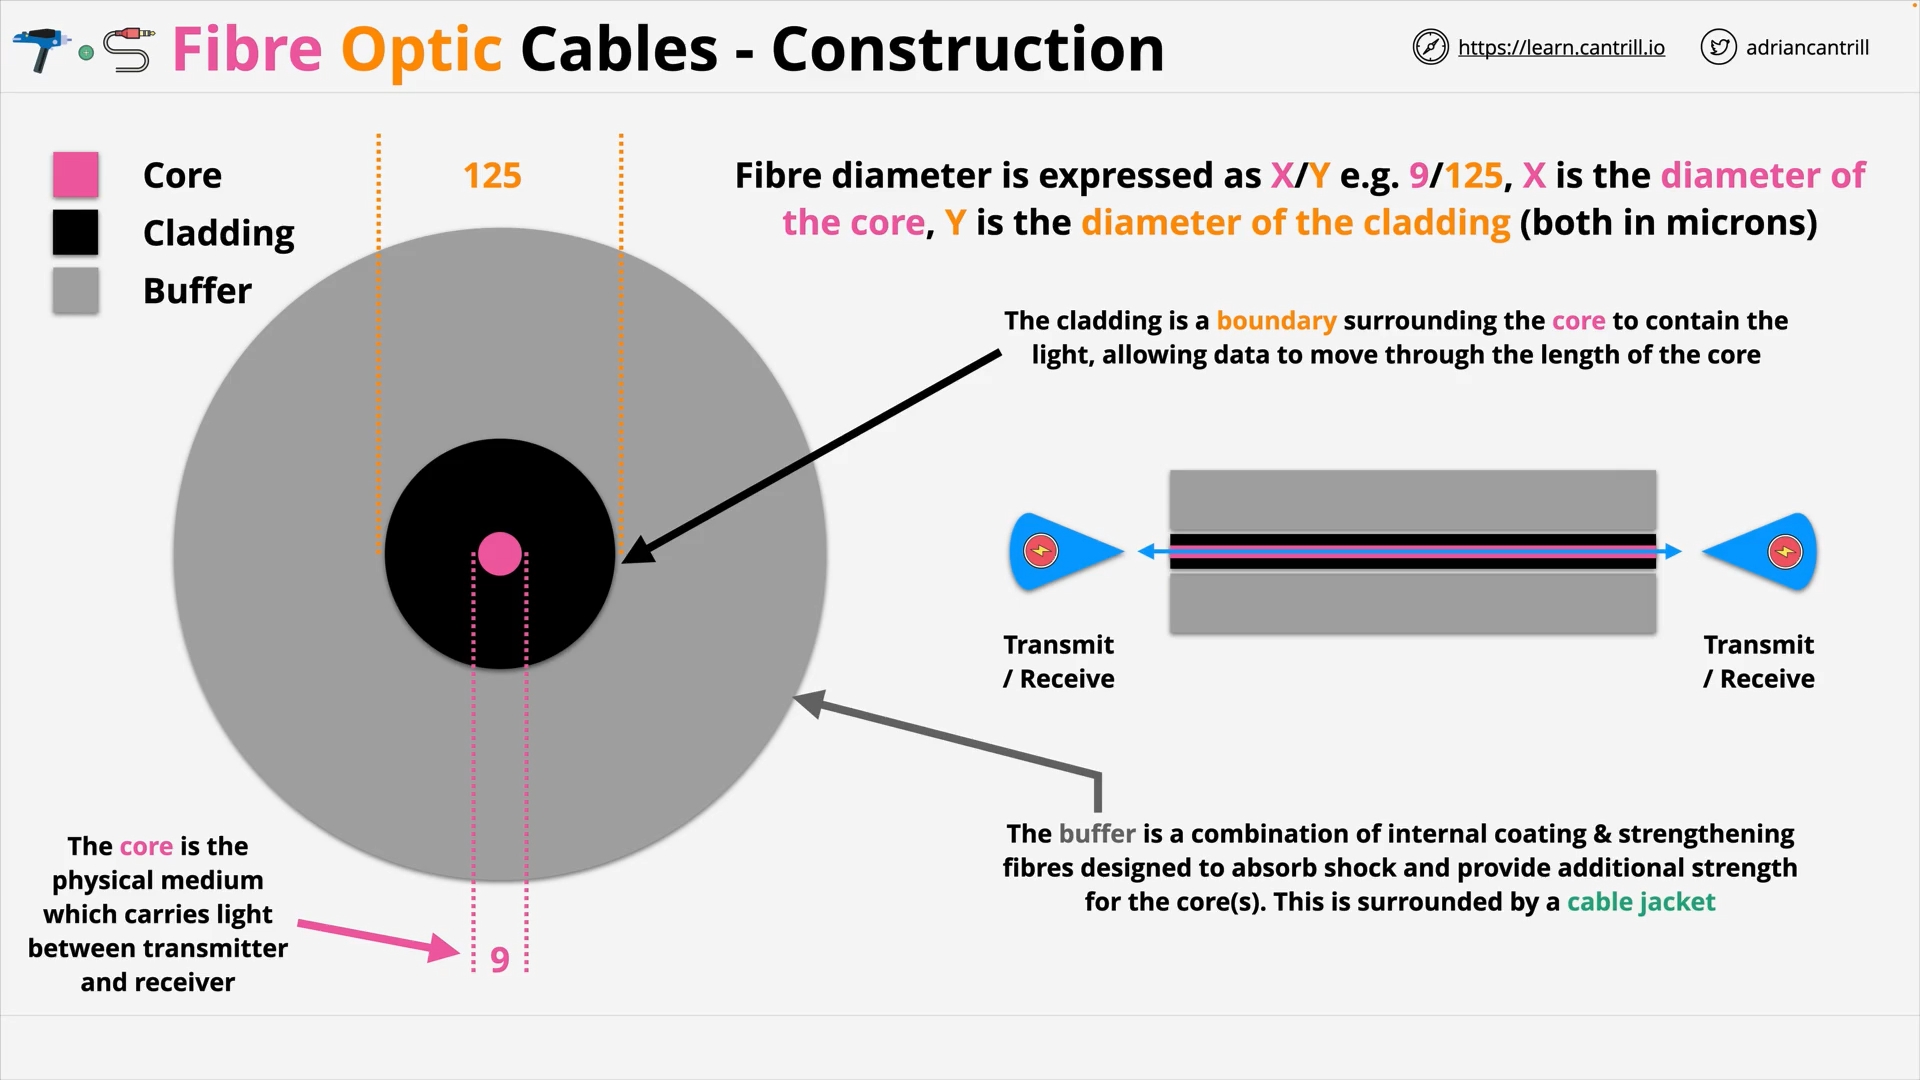 Fibre Optic Cables - Construction
https://learn.cantrill.io
adriancantrill
Core
Cladding
Buffer
125
Fibre diameter is expressed as X/Y e.g. 9/125, X is the diameter of
the core, Y is the diameter of the cladding (both in microns)
The cladding is a boundary surrounding the core to contain the
light, allowing data to move through the length of the core
Transmit
/ Receive
Transmit
/ Receive
The buffer is a combination of internal coating & strengthening
fibres designed to absorb shock and provide additional strength
for the core(s). This is surrounded by a cable jacket
The core is the
physical medium
which carries light
between transmitter
and receiver
9